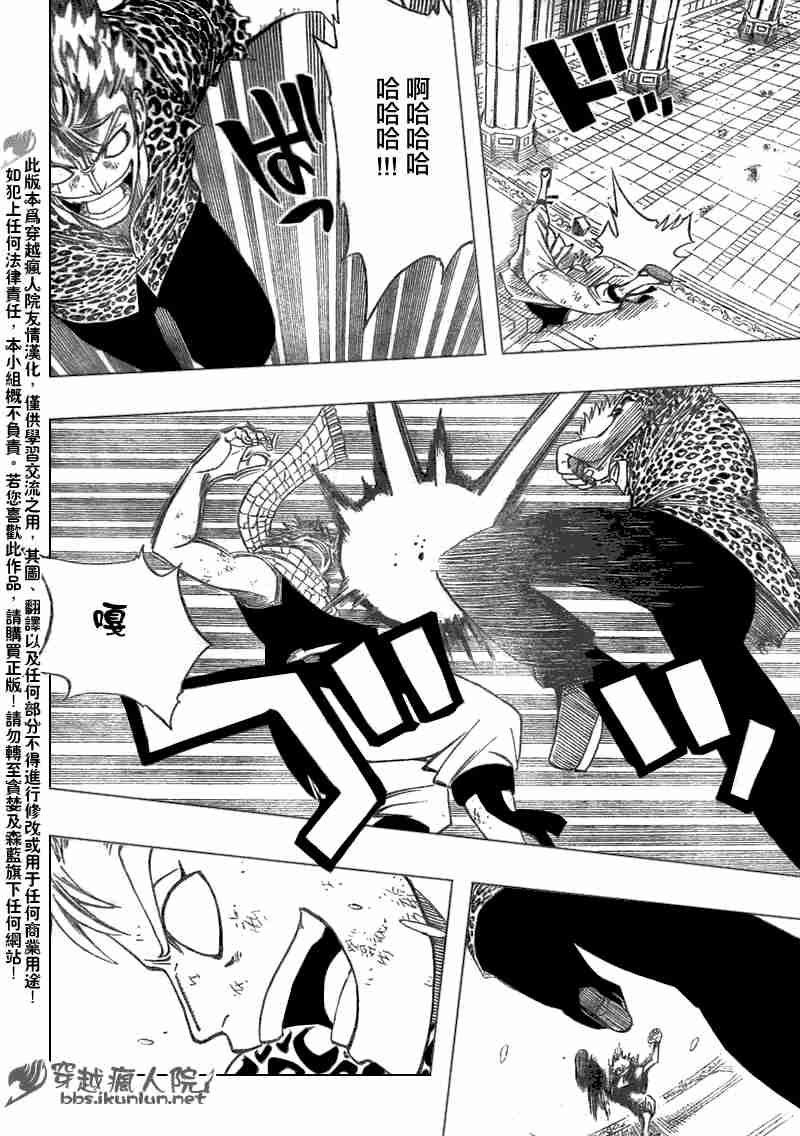 ドドッ
啊哈哈哈
哈哈哈!!!
ぼっ
嘎
此版本爲穿越瘋人院友情漢化，僅供學習交流之用，其圖、翻譯以及任何部分不得進行修改或用于任何商業用途！
如犯上任何法律責任，本小組概不負責。若您喜歡此作品，請購買正版！請勿轉至貪婪及森藍旗下任何網站！
穿越瘋人院
bbs.ikunlun.net